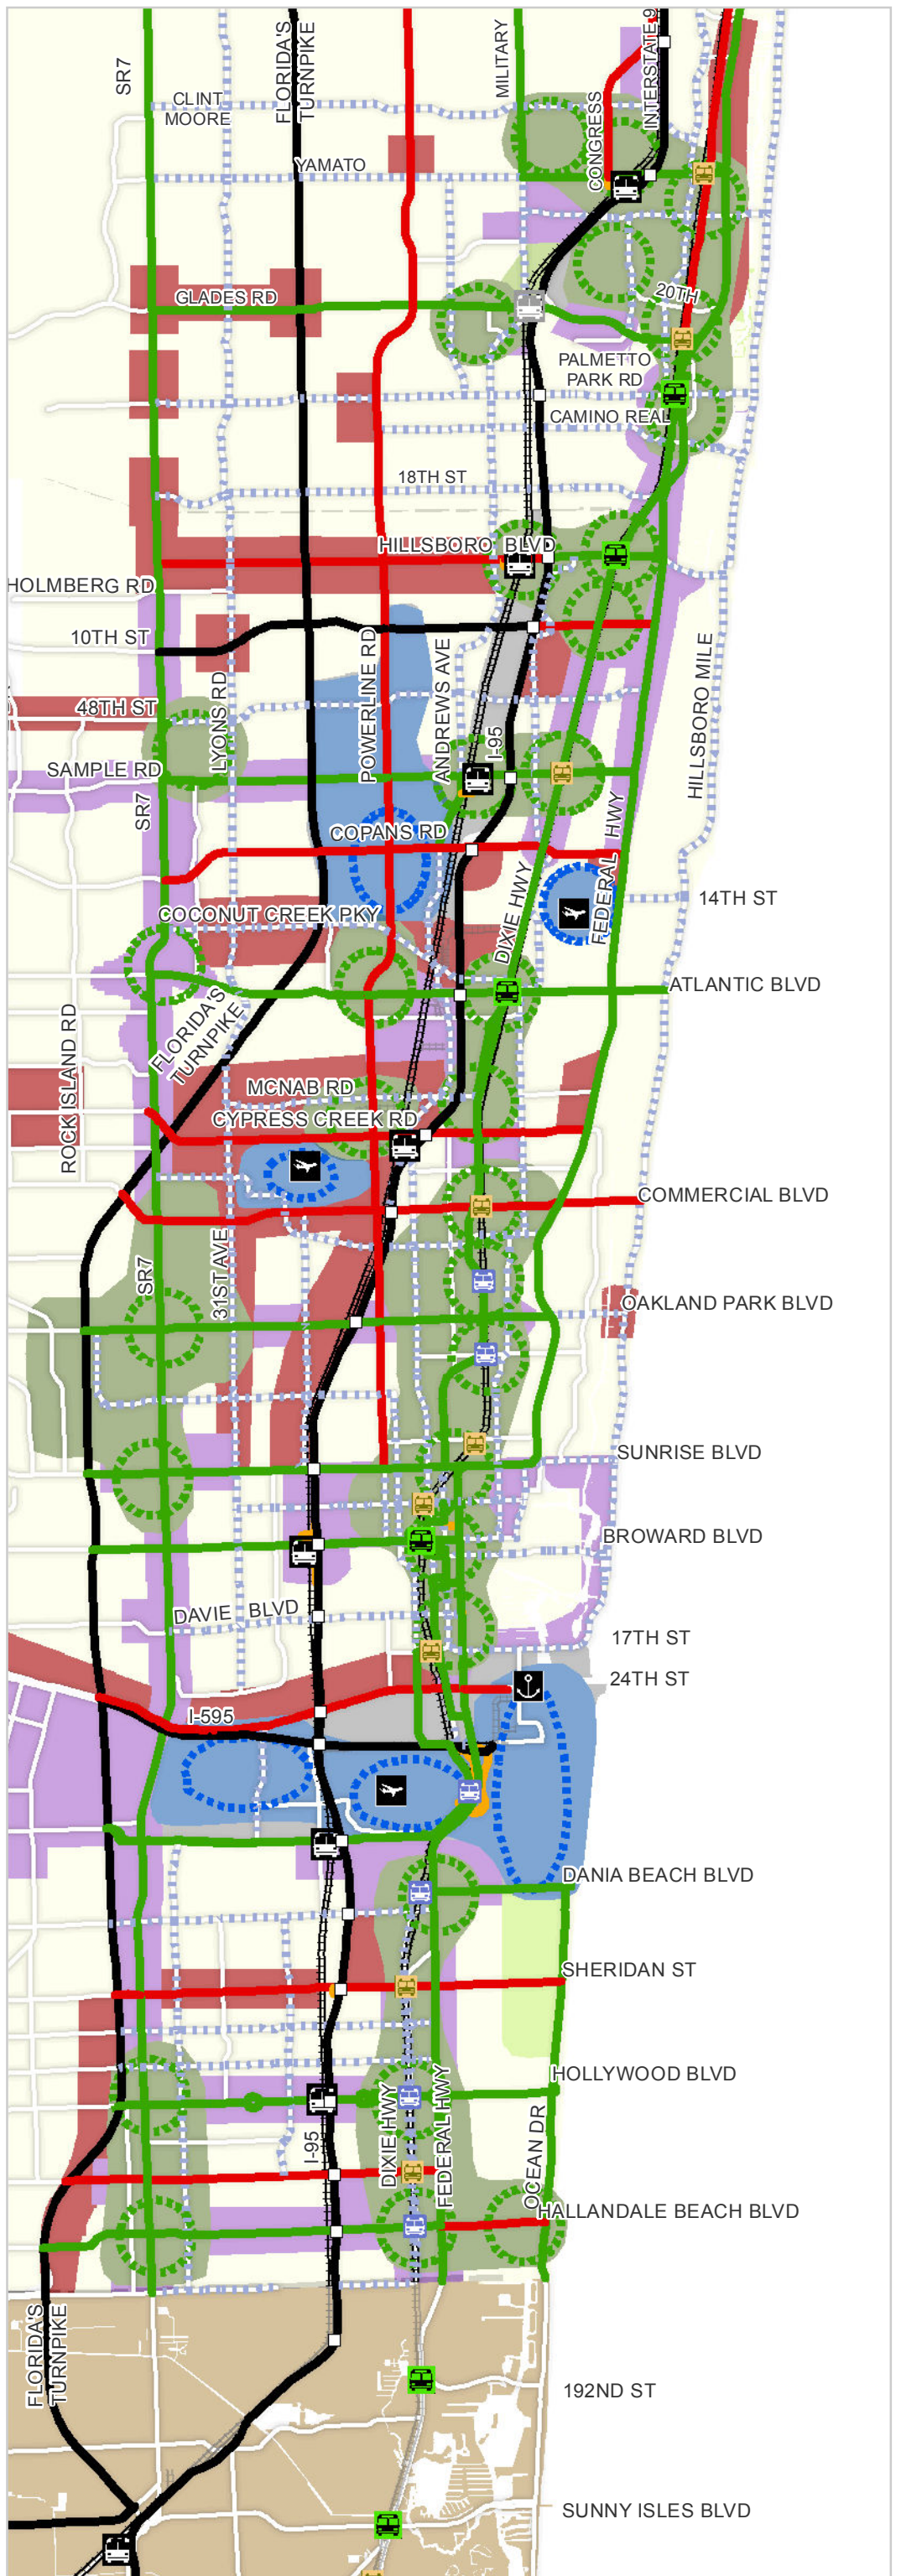 SR7
FLORIDA'S
TURNPIKE
MILITARY
CONGRESS
INTERSTATE 9
CLINT
MOORE
YAMATO
GLADES RD
20TH
PALMETTO
PARK RD
CAMINO REAL
18TH ST
HILLSBORO BLVD
HOLMBERG RD
10TH ST
48TH ST
LYONS RD
POWERLINE RD
ANDREWS AVE
I-95
HILLSBORO MILE
SAMPLE RD
SR7
COPANS RD
DIXIE HWY
FEDERAL HWY
14TH ST
COCONUT CREEK PKY
ATLANTIC BLVD
FLORIDA'S
TURNPIKE
ROCK ISLAND RD
MCNAB RD
CYPRESS CREEK RD
COMMERCIAL BLVD
SR7
31ST AVE
OAKLAND PARK BLVD
SUNRISE BLVD
BROWARD BLVD
DAVIE BLVD
17TH ST
24TH ST
I-595
DANIA BEACH BLVD
SHERIDAN ST
HOLLYWOOD BLVD
I-95
DIXIE HWY
FEDERAL HWY
OCEAN DR
HALLANDALE BEACH BLVD
FLORIDA'S
TURNPIKE
192ND ST
SUNNY ISLES BLVD